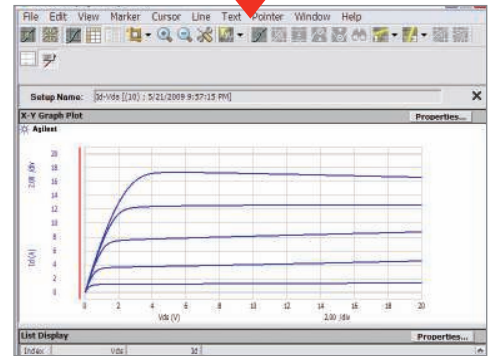 File Edit View Marker Cursor Line Text Pointer Window Help
Setup Name: Id-Vds [(10) ; 5/21/2009 9:57:15 PM]
X-Y Graph Plot Properties...
Agilent
20
18
16
14
12
10
8
6
4
2
0
2.00 /div
Id (A)
0 2 4 6 8 10 12 14 16 18 20
Vds (V) 2.00 /div
List Display Properties...
Index Vds Id